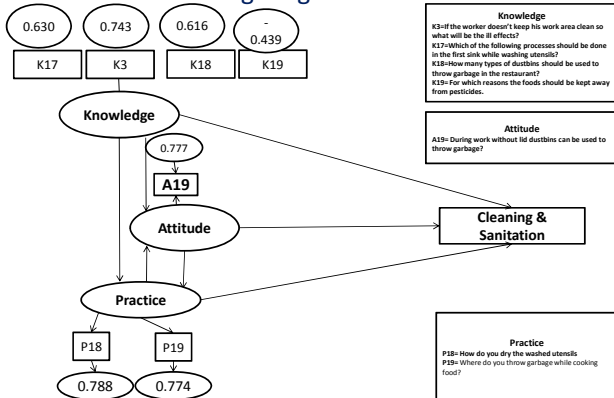 0.630
0.743
0.616
-
0.439
K17
K3
K18
K19
Knowledge
0.777
A19
Attitude
Practice
P18
P19
0.788
0.774
Cleaning &
Sanitation
Knowledge
K3=If the worker doesn't keep his work area clean so
what will be the ill effects?
K17=Which of the following processes should be done
in the first sink while washing utensils?
K18=How many types of dustbins should be used to
throw garbage in the restaurant?
K19= For which reasons the foods should be kept away
from pesticides.
Attitude
A19= During work without lid dustbins can be used to
throw garbage?
Practice
P18= How do you dry the washed utensils
P19= Where do you throw garbage while cooking
food?